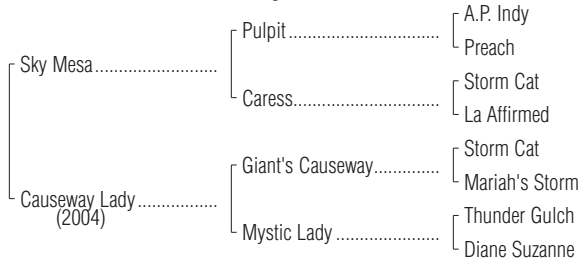 A.P. Indy
Pulpit
Preach
Sky Mesa
Storm Cat
Caress
La Affirmed
Storm Cat
Giant's Causeway
Mariah's Storm
Causeway Lady
(2004)
Thunder Gulch
Mystic Lady
Diane Suzanne